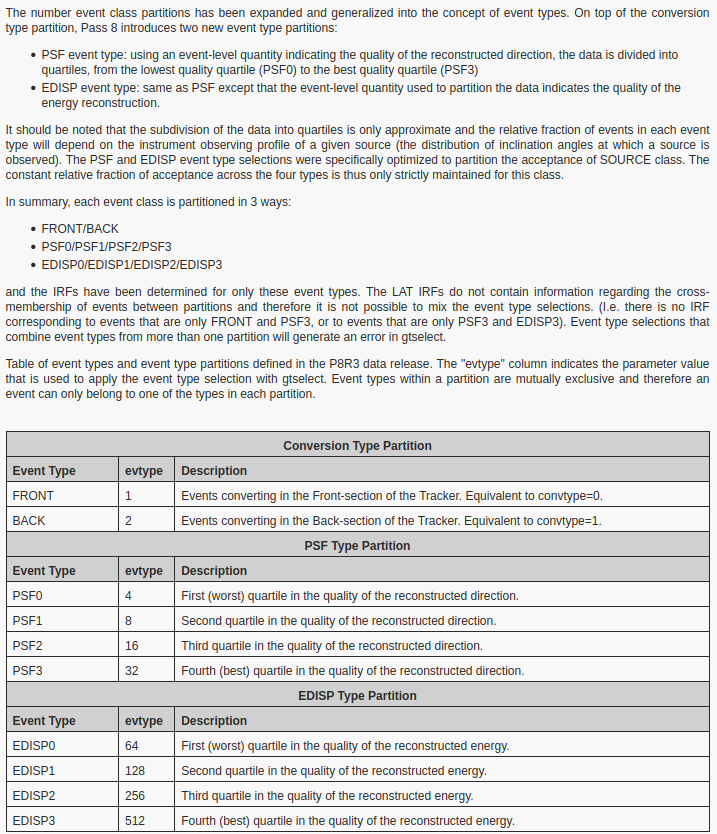 The number event class partitions has been expanded and generalized into the concept of event types. On top of the conversion
type partition, Pass 8 introduces two new event type partitions:
• PSF event type: using an event-level quantity indicating the quality of the reconstructed direction, the data is divided into
quartiles, from the lowest quality quartile (PSF0) to the best quality quartile (PSF3)
• EDISP event type: same as PSF except that the event-level quantity used to partition the data indicates the quality of the
energy reconstruction.
It should be noted that the subdivision of the data into quartiles is only approximate and the relative fraction of events in each event
type will depend on the instrument observing profile of a given source (the distribution of inclination angles at which a source is
observed). The PSF and EDISP event type selections were specifically optimized to partition the acceptance of SOURCE class. The
constant relative fraction of acceptance across the four types is thus only strictly maintained for this class.
In summary, each event class is partitioned in 3 ways:
• FRONT/BACK
• PSF0/PSF1/PSF2/PSF3
• EDISP0/EDISP1/EDISP2/EDISP3
and the IRFs have been determined for only these event types. The LAT IRFs do not contain information regarding the cross-
membership of events between partitions and therefore it is not possible to mix the event type selections. (I.e. there is no IRF
corresponding to events that are only FRONT and PSF3, or to events that are only PSF3 and EDISP3). Event type selections that
combine event types from more than one partition will generate an error in gtselect.
Table of event types and event type partitions defined in the P8R3 data release. The "evtype" column indicates the parameter value
that is used to apply the event type selection with gtselect. Event types within a partition are mutually exclusive and therefore an
event can only belong to one of the types in each partition.
Conversion Type Partition
Event Type evtype Description
FRONT 1 Events converting in the Front-section of the Tracker. Equivalent to convtype=0.
BACK 2 Events converting in the Back-section of the Tracker. Equivalent to convtype=1.
PSF Type Partition
Event Type evtype Description
PSF0 4 First (worst) quartile in the quality of the reconstructed direction.
PSF1 8 Second quartile in the quality of the reconstructed direction.
PSF2 16 Third quartile in the quality of the reconstructed direction.
PSF3 32 Fourth (best) quartile in the quality of the reconstructed direction.
EDISP Type Partition
Event Type evtype Description
EDISP0 64 First (worst) quartile in the quality of the reconstructed energy.
EDISP1 128 Second quartile in the quality of the reconstructed energy.
EDISP2 256 Third quartile in the quality of the reconstructed energy.
EDISP3 512 Fourth (best) quartile in the quality of the reconstructed energy.